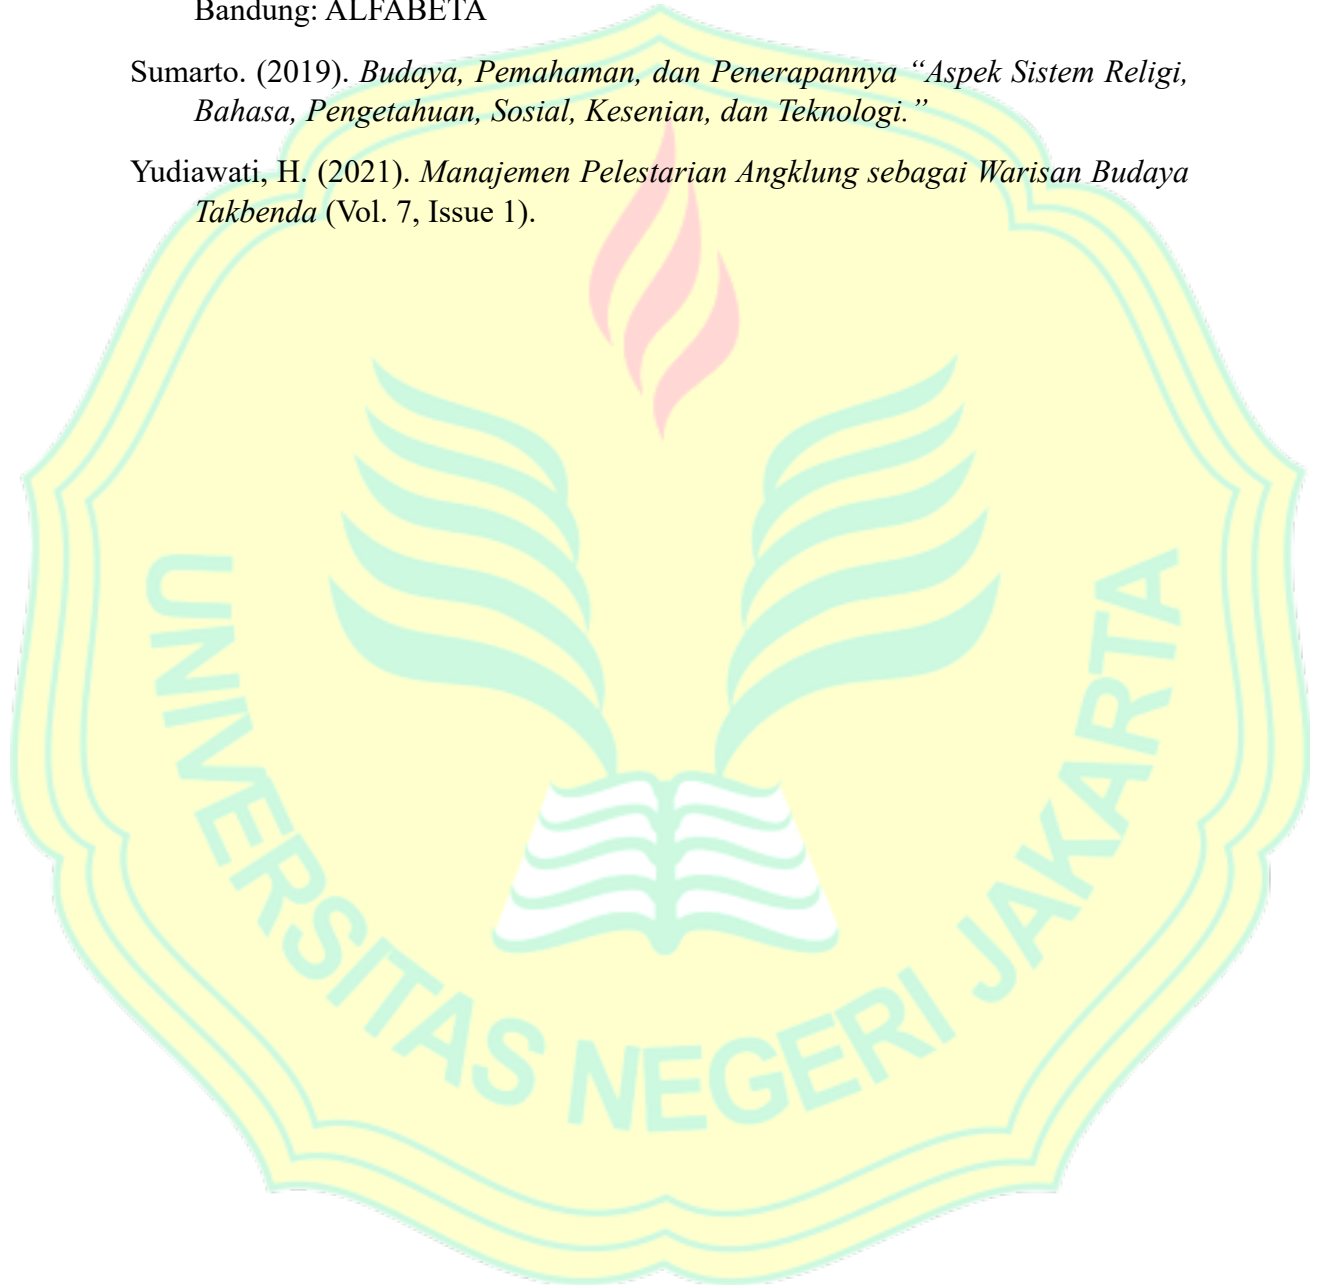 Bandung: ALFABETA
Sumarto. (2019). Budaya, Pemahaman, dan Penerapannya “Aspek Sistem Religi,
Bahasa, Pengetahuan, Sosial, Kesenian, dan Teknologi.”
Yudiawati, H. (2021). Manajemen Pelestarian Angklung sebagai Warisan Budaya
Takbenda (Vol. 7, Issue 1).
UNIVERSITAS NEGERI JAKARTA